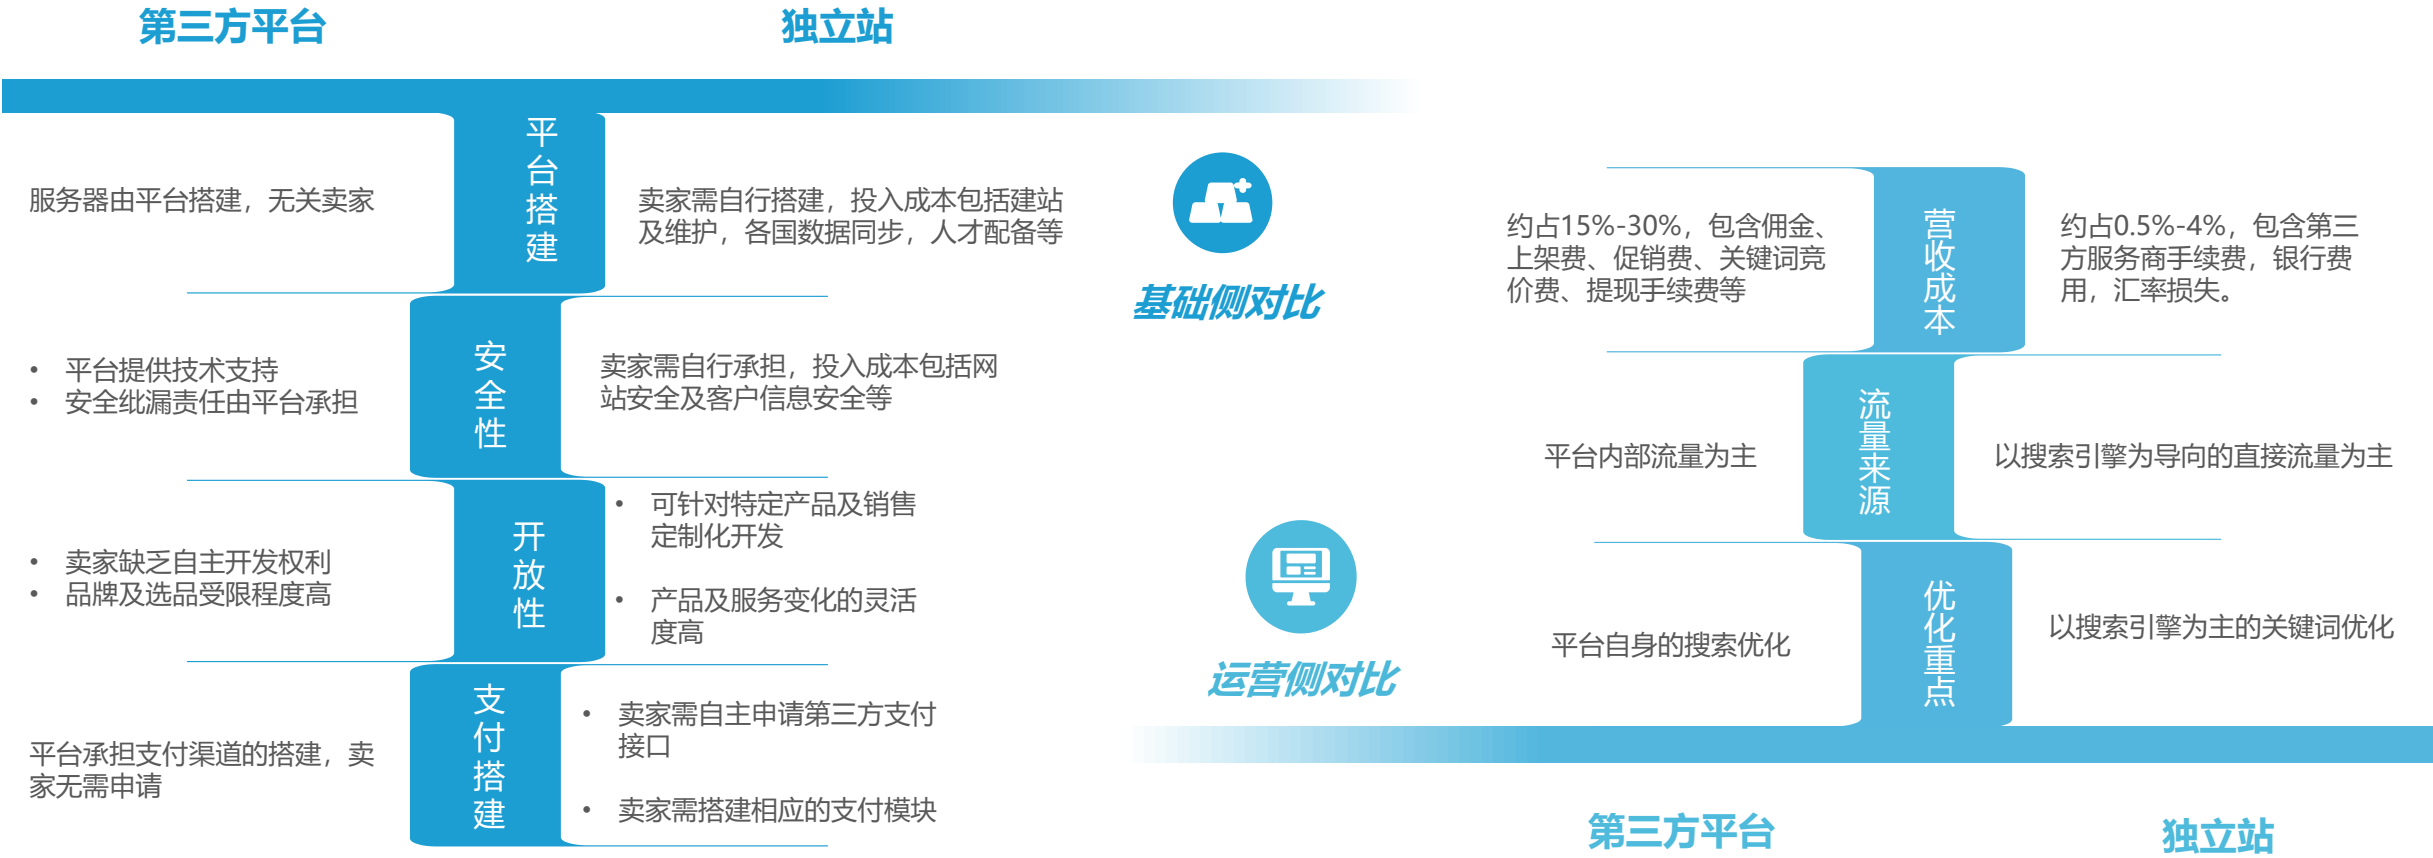 第三方平台
独立站
平台搭建
服务器由平台搭建，无关卖家
卖家需自行搭建，投入成本包括建站
及维护，各国数据同步，人才配备等
安全性
• 平台提供技术支持
• 安全纰漏责任由平台承担
卖家需自行承担，投入成本包括网
站安全及客户信息安全等
开放性
• 卖家缺乏自主开发权利
• 品牌及选品受限程度高
• 可针对特定产品及销售
定制化开发
• 产品及服务变化的灵活
度高
支付搭建
平台承担支付渠道的搭建，卖
家无需申请
• 卖家需自主申请第三方支付
接口
• 卖家需搭建相应的支付模块
基础侧对比
运营侧对比
营收成本
约占15%-30%，包含佣金、
上架费、促销费、关键词竞
价费、提现手续费等
约占0.5%-4%，包含第三
方服务商手续费，银行费
用，汇率损失。
流量来源
平台内部流量为主
以搜索引擎为导向的直接流量为主
优化重点
平台自身的搜索优化
以搜索引擎为主的关键词优化
第三方平台
独立站